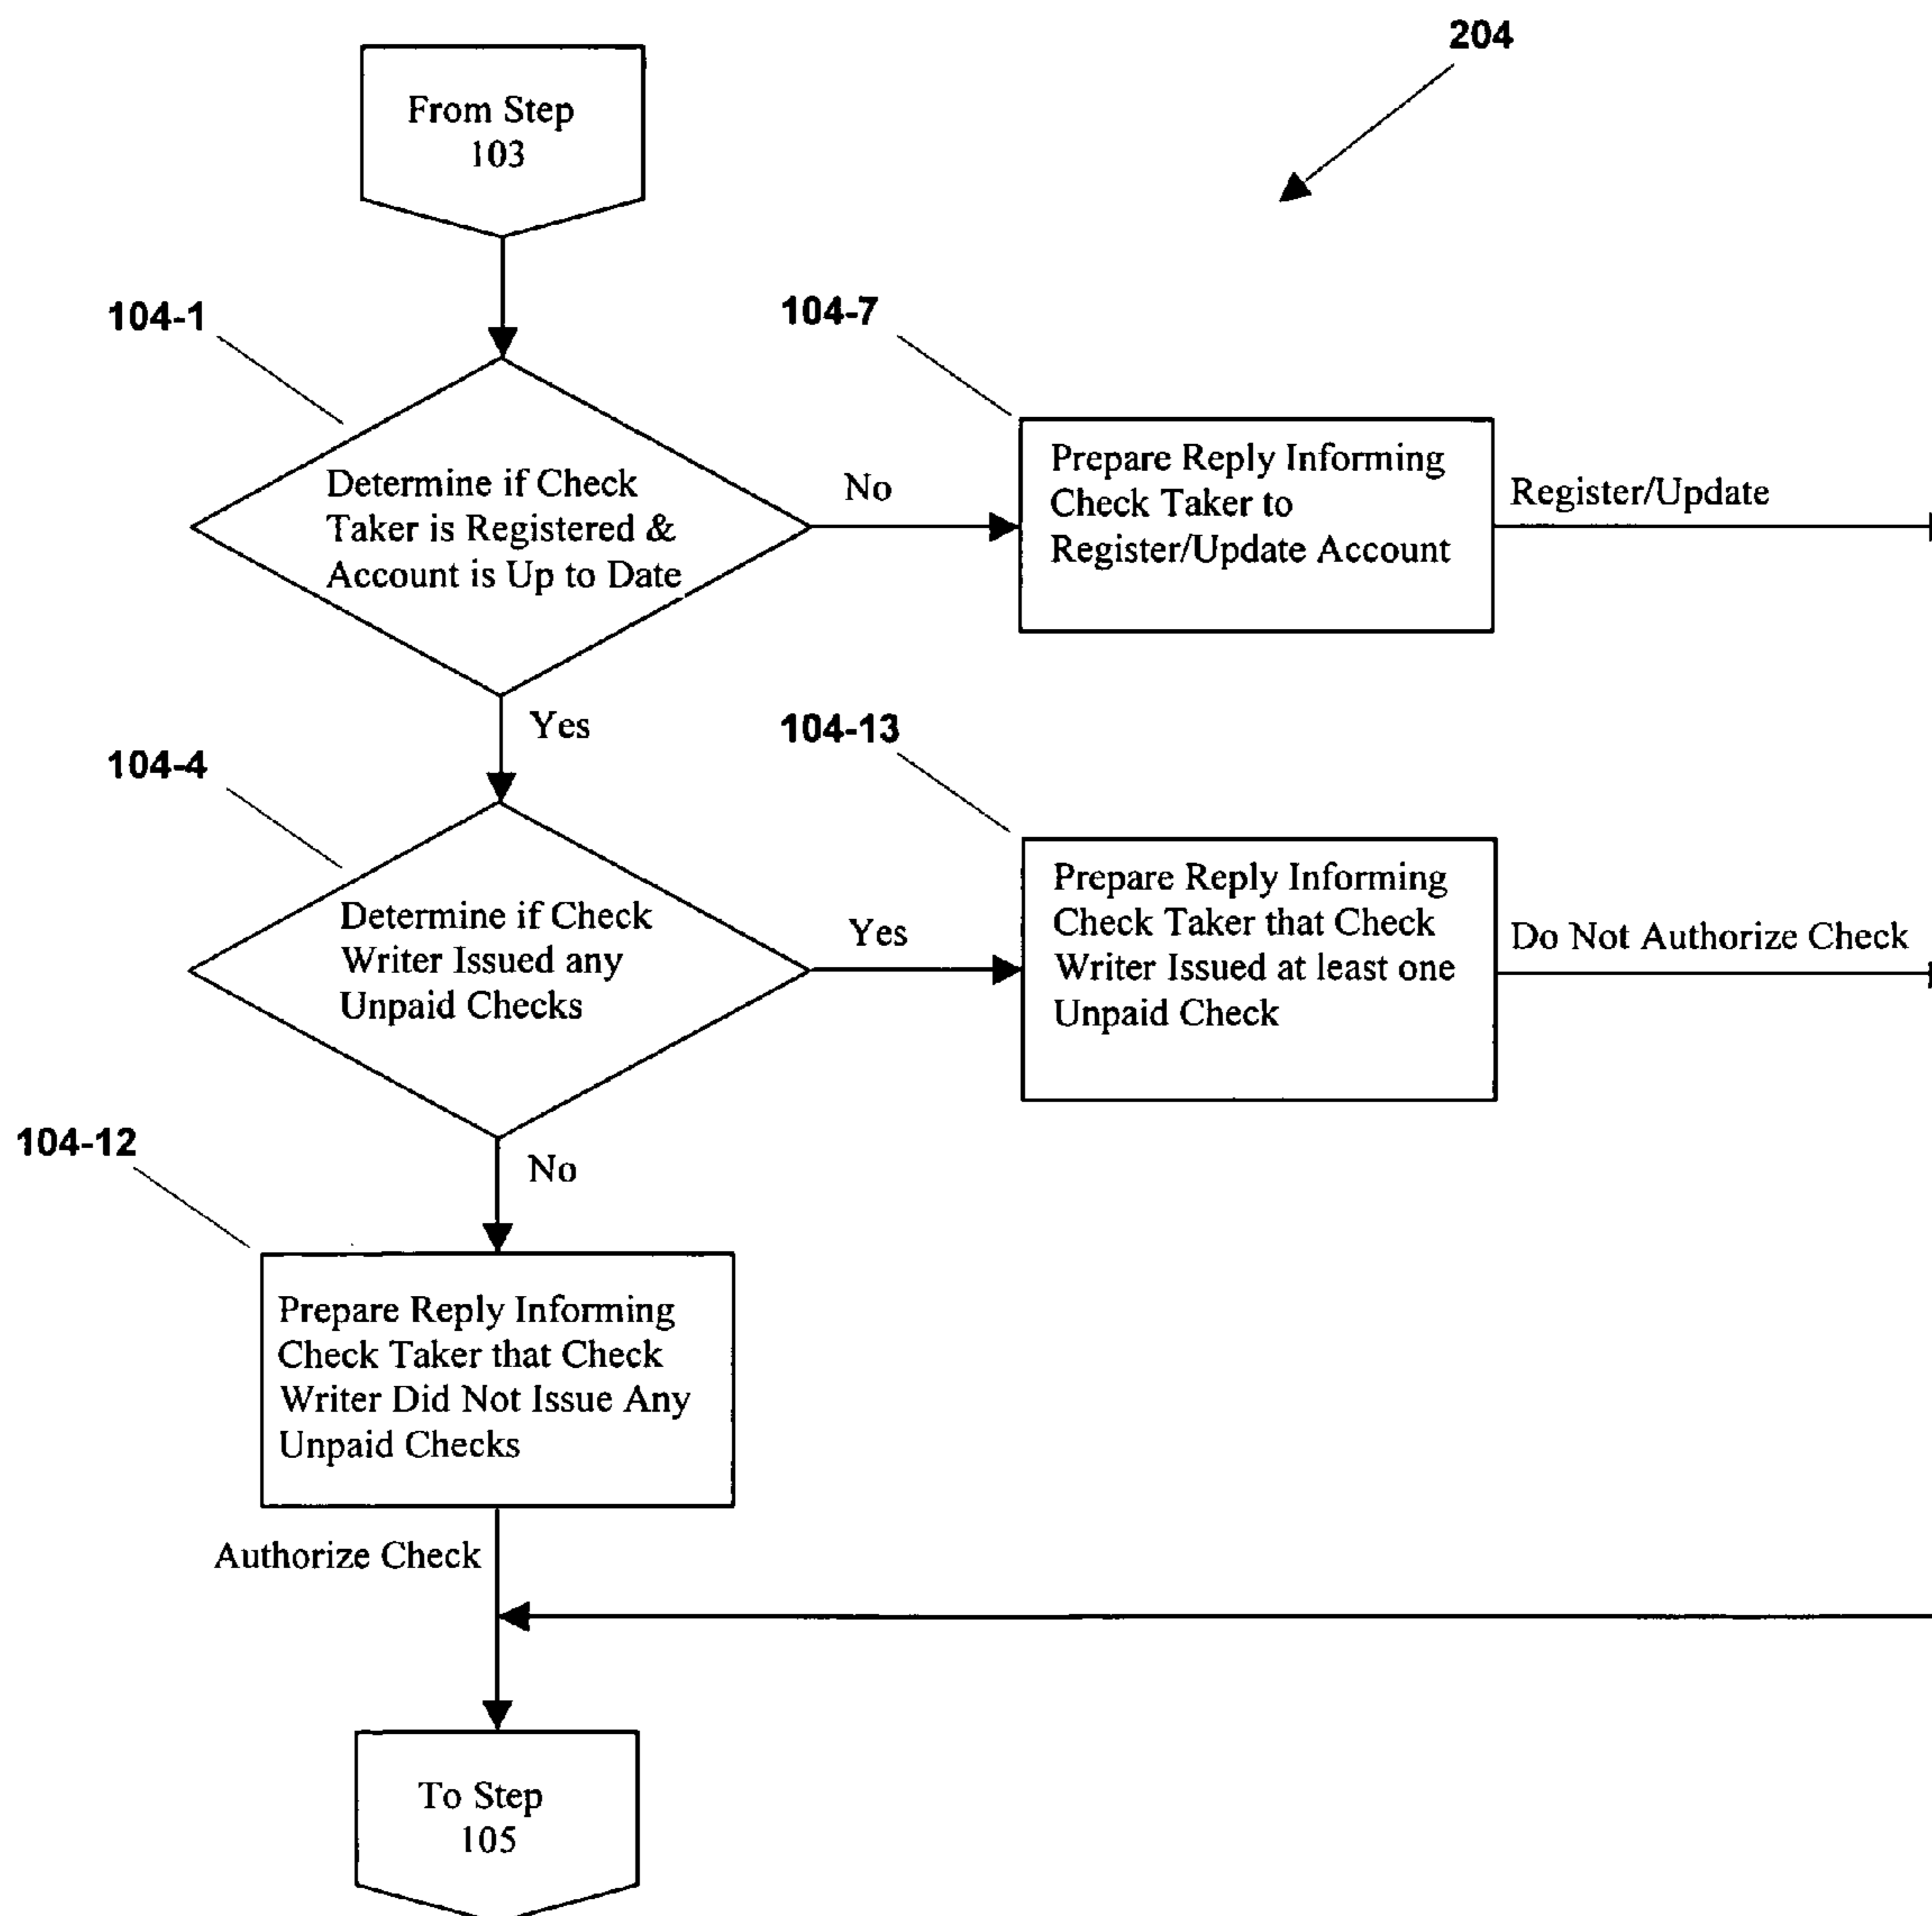 204
From Step
103
104-1
104-7
Determine if Check
Taker is Registered &
Account is Up to Date
No
Prepare Reply Informing
Check Taker to
Register/Update Account
Register/Update
Yes
104-4
104-13
Determine if Check
Writer Issued any
Unpaid Checks
Yes
Prepare Reply Informing
Check Taker that Check
Writer Issued at least one
Unpaid Check
Do Not Authorize Check
104-12
No
Prepare Reply Informing
Check Taker that Check
Writer Did Not Issue Any
Unpaid Checks
Authorize Check
To Step
105